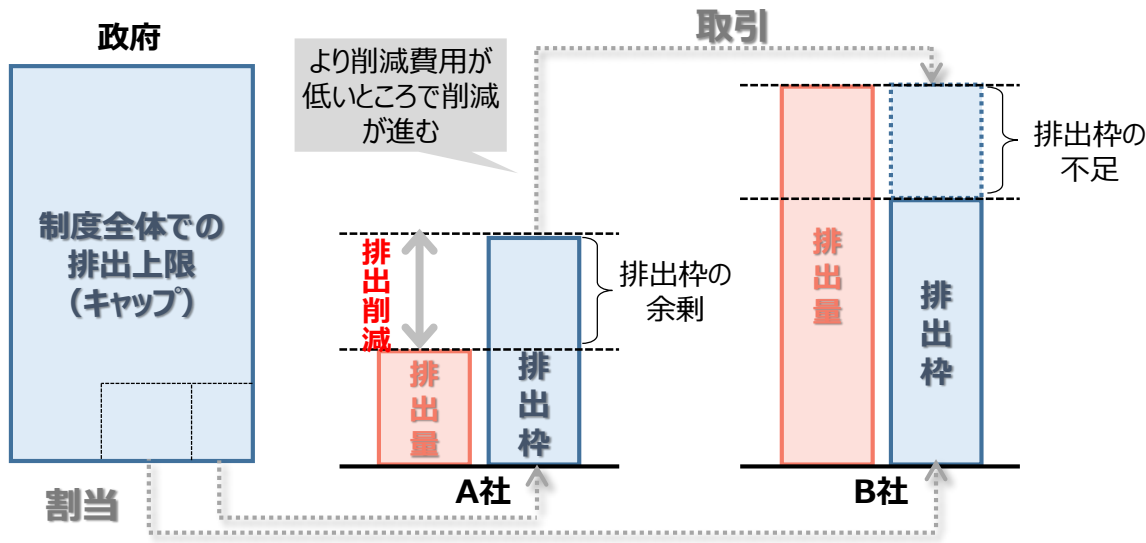 政府
制度全体での
排出上限
（キャップ）
割当
より削減費用が
低いところで削減
が進む
取引
排出削減
排出量
排出枠
排出枠の
余剰
A社
排出量
排出枠
排出枠の
不足
B社